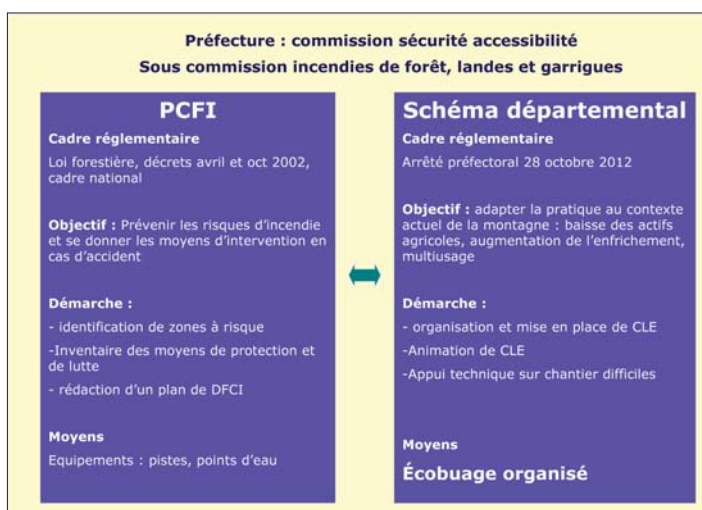 Préfecture : commission sécurité accessibilité
Sous commission incendies de forêt, landes et garrigues
PCFI
Cadre réglementaire
Loi forestière, décrets avril et oct 2002,
cadre national
Objectif : Prévenir les risques d'incendie
et se donner les moyens d'intervention en
cas d'accident
Démarche :
- identification de zones à risque
-Inventaire des moyens de protection et
de lutte
- rédaction d'un plan de DFCI
Moyens
Equipements : pistes, points d'eau
Schéma départemental
Cadre réglementaire
Arrêté préfectoral 28 octobre 2012
Objectif : adapter la pratique au contexte
actuel de la montagne : baisse des actifs
agricoles, augmentation de l'enfrichement,
multiusage
Démarche :
- organisation et mise en place de CLE
-Animation de CLE
-Appui technique sur chantier difficiles
Moyens
Écobuage organisé